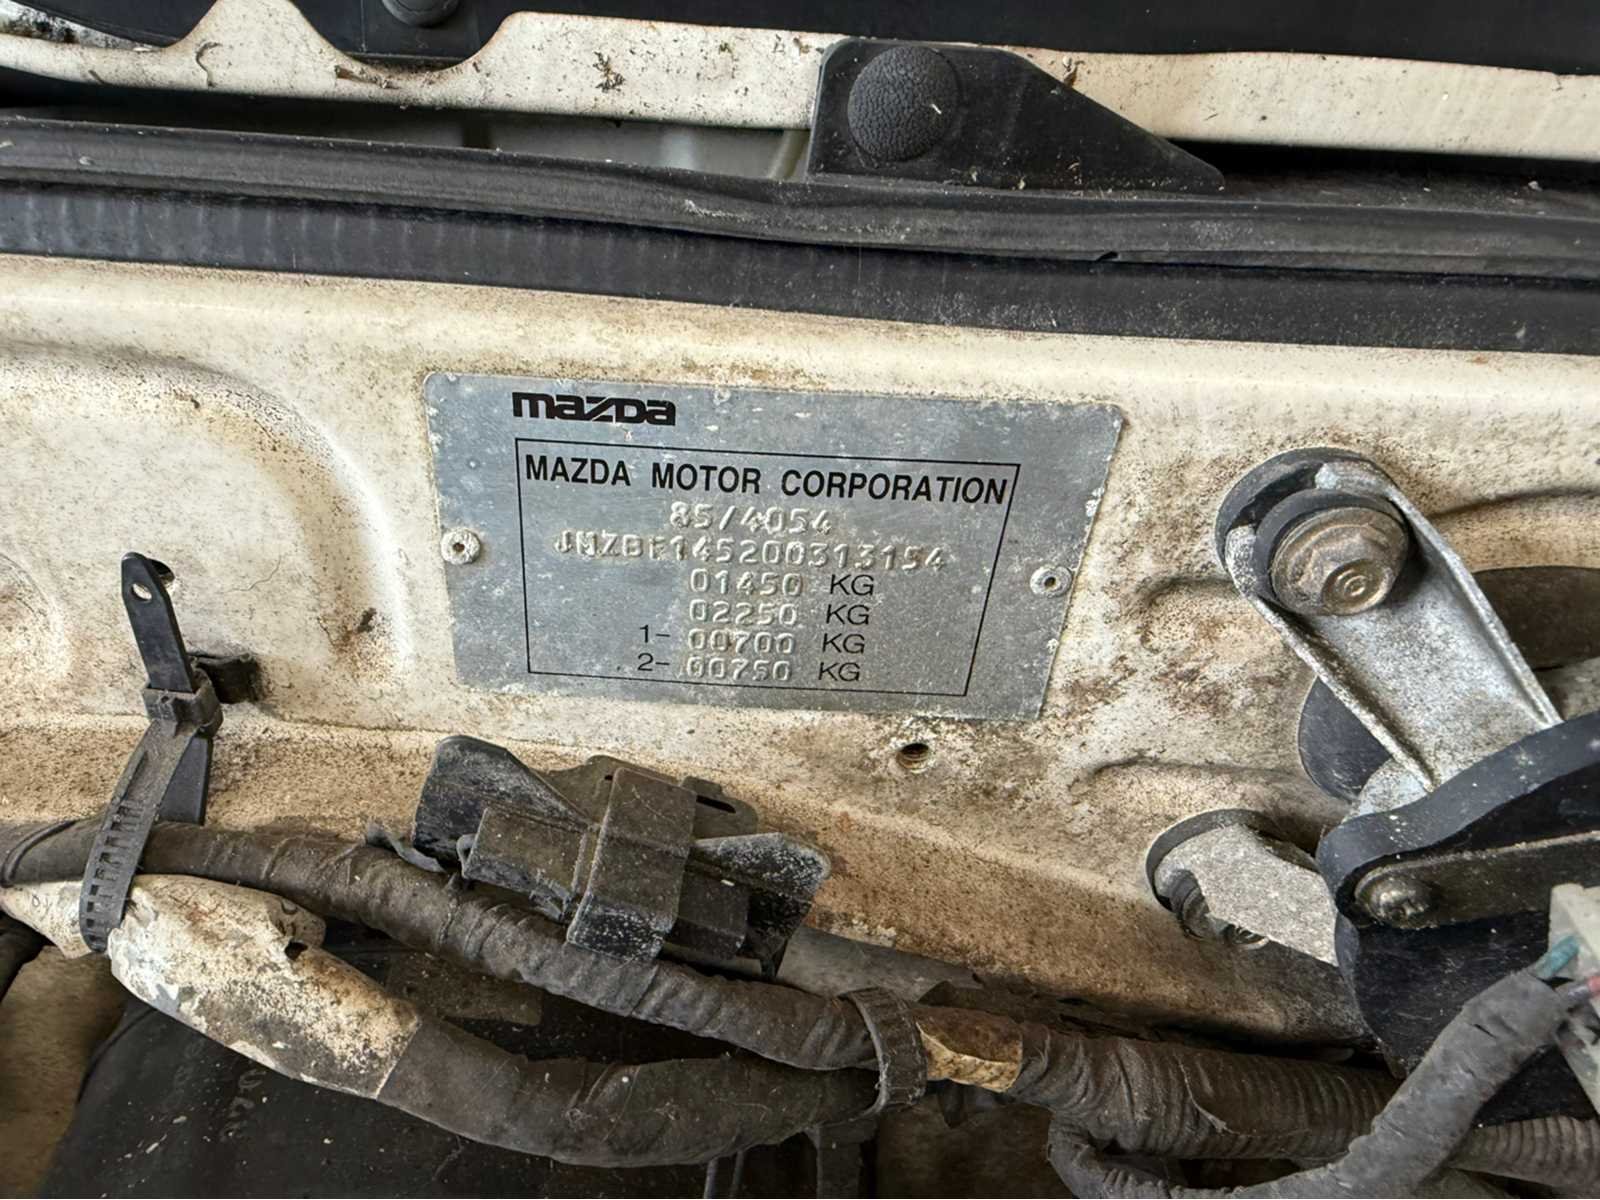 mazda
MAZDA MOTOR CORPORATION
85/4054
JMZBF145200313154
01450 KG
02250 KG
1- 00700 KG
2- 00750 KG